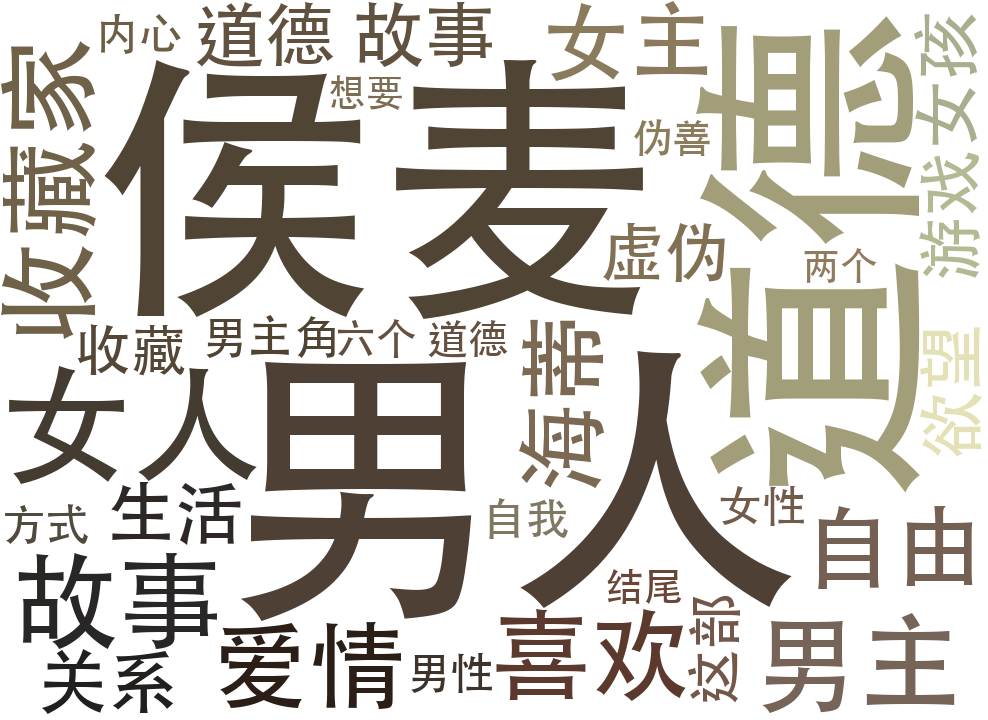 内心
道德故事
女主
女孩
收藏家
侯麦
想要
伪善
道德
游戏
虚伪
两个
收藏
男主角
六个
道德
海蒂
欲望
女人
男人
生活
方式
自我
女性
自由
故事
结尾
关系
爱情
男性
喜欢
这部
男主